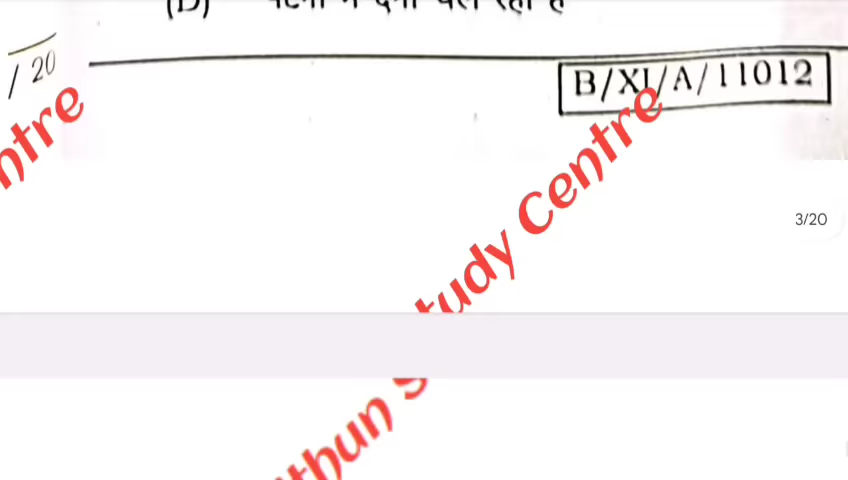 (D)
/ 20
B/XI/A/11012
ntre
tudy Centre
3/20
thun S